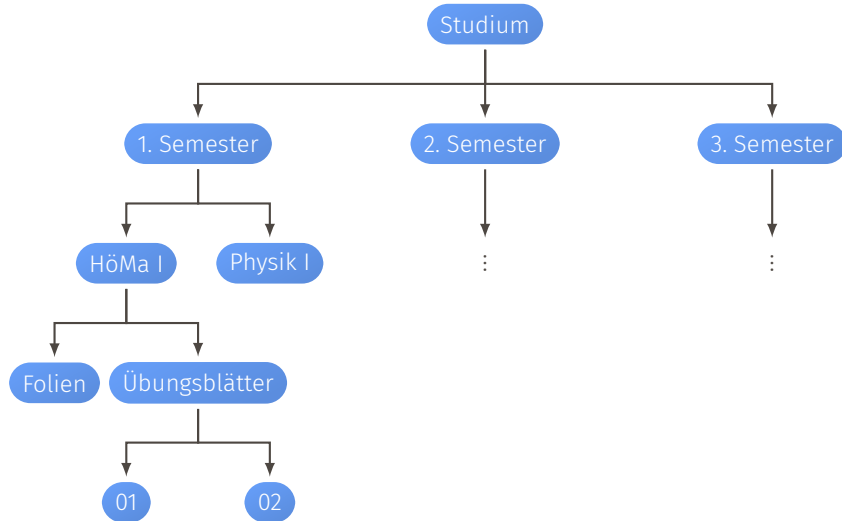 Studium
1. Semester
2. Semester
3. Semester
HöMa I
Physik I
⋮
⋮
Folien
Übungsblätter
01
02